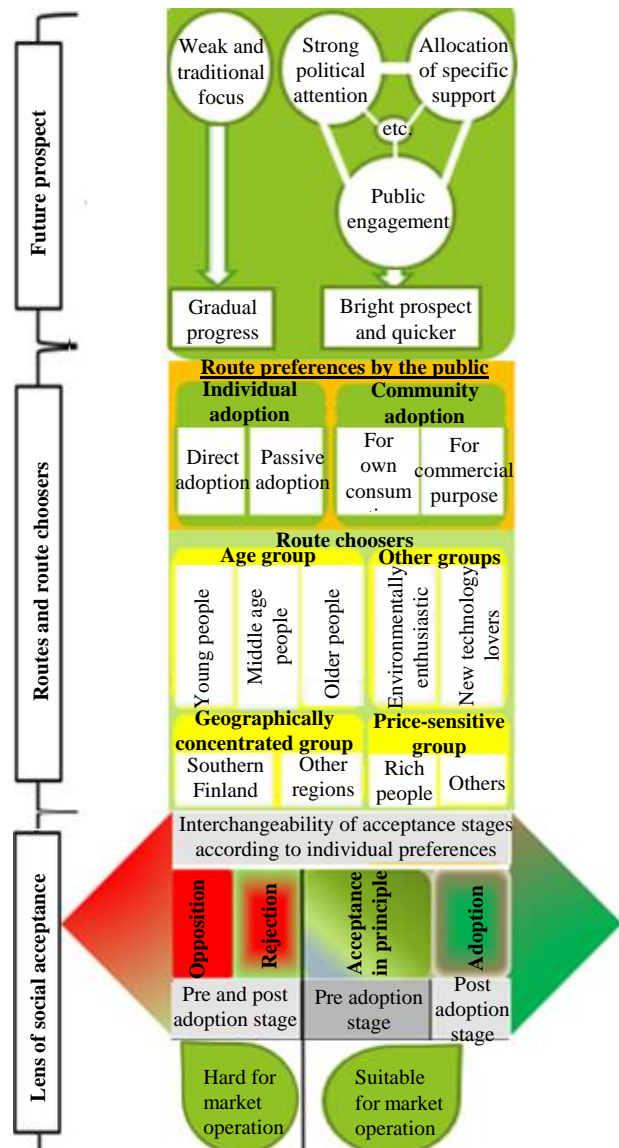 Future prospect
Weak and
traditional
focus
Strong
political
attention
Allocation
of specific
support
etc.
Public
engagement
Gradual
progress
Bright prospect
and quicker
Routes and route choosers
Route preferences by the public
Individual
adoption
Community
adoption
Direct
adoption
Passive
adoption
For
own
consum
For
commercial
purpose
Route choosers
Age group
Other groups
Young people
Middle age
people
Older people
Environmentally
enthusiastic
New technology
lovers
Geographically
concentrated group
Price-sensitive
group
Southern
Finland
Other
regions
Rich
people
Others
Lens of social acceptance
Interchangeability of acceptance stages
according to individual preferences
Opposition
Rejection
Acceptance
in principle
Adoption
Pre and post
adoption stage
Pre adoption
stage
Post
adoption
stage
Hard for
market
operation
Suitable
for market
operation